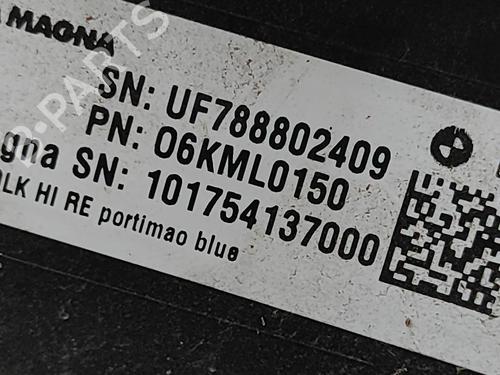 MAGNA
SN: UF788802409
PN: 06KML0150
gna SN: 101754137000
LK HI RE portimao blue